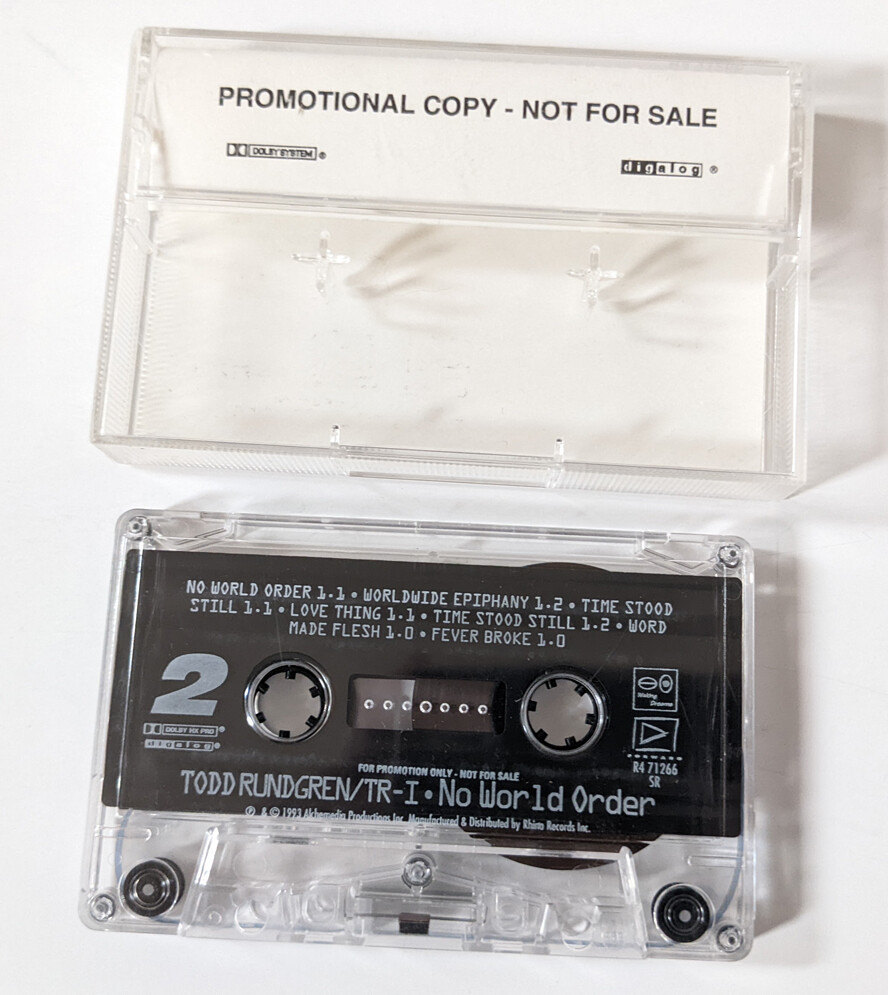 PROMOTIONAL COPY - NOT FOR SALE
DOLBY SYSTEM ®
digalog ®
NO WORLD ORDER 1.1 • WORLDWIDE EPIPHANY 1.2 • TIME STOOD
STILL 1.1 • LOVE THING 1.1 • TIME STOOD STILL 1.2 • WORD
MADE FLESH 1.0 • FEVER BROKE 1.0
2
DOLBY HX PRO ®
digalog ®
Waking
Dreams
R4 71266
SR
FOR PROMOTION ONLY - NOT FOR SALE
TODD RUNDGREN/TR-I • No World Order
℗ & © 1993 Alchemedia Productions Inc. Manufactured & Distributed by Rhino Records Inc.